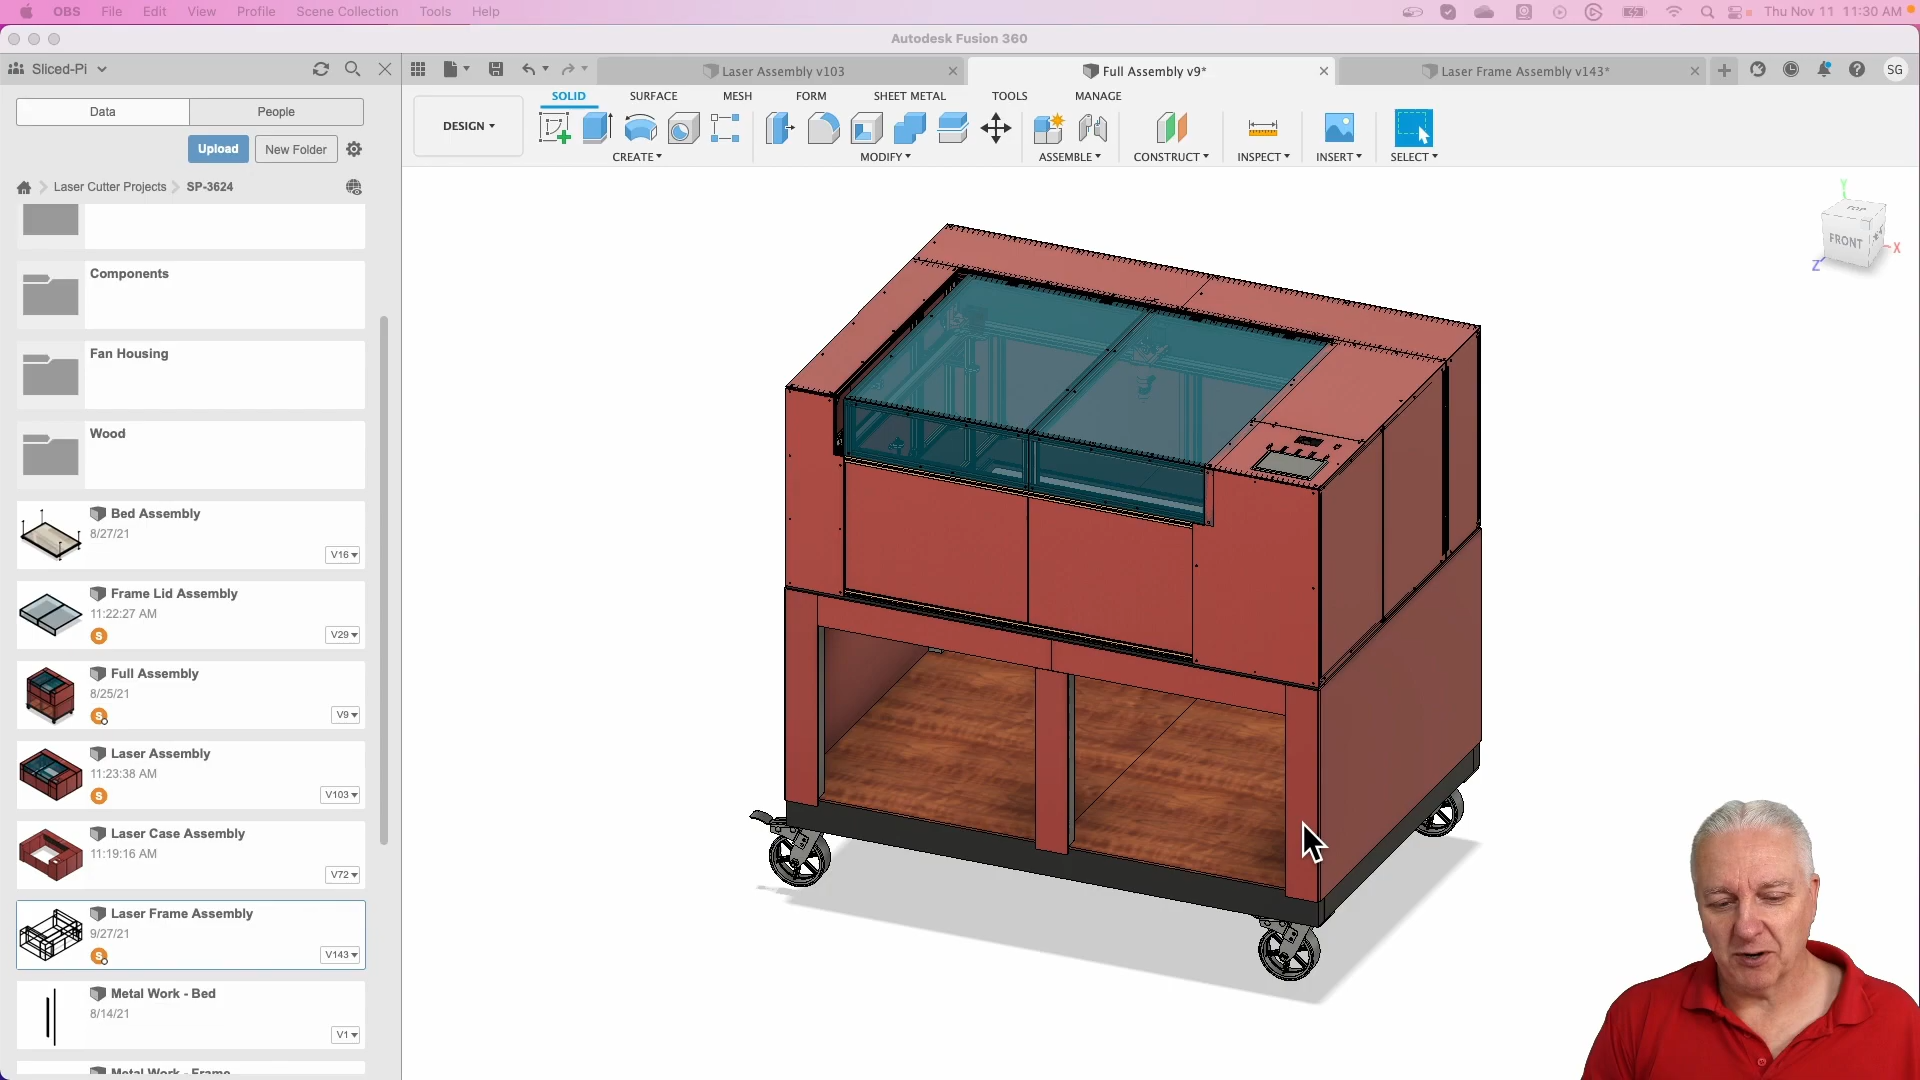 OBS File Edit View Profile Scene Collection Tools Help
Thu Nov 11 11:30 AM
Autodesk Fusion 360
Sliced-Pi
Laser Assembly v103
Full Assembly v9*
Laser Frame Assembly v143*
SG
Data People
Upload New Folder
Laser Cutter Projects SP-3624
SOLID SURFACE MESH FORM SHEET METAL TOOLS MANAGE
DESIGN
CREATE MODIFY ASSEMBLE CONSTRUCT INSPECT INSERT SELECT
Components
Fan Housing
Wood
Bed Assembly
8/27/21
V16
Frame Lid Assembly
11:22:27 AM
S
V29
Full Assembly
8/25/21
S
V9
Laser Assembly
11:23:38 AM
S
V103
Laser Case Assembly
11:19:16 AM
V72
Laser Frame Assembly
9/27/21
S
V143
Metal Work - Bed
8/14/21
V1
Metal Work - Frame
Y
TOP
FRONT
X
Z